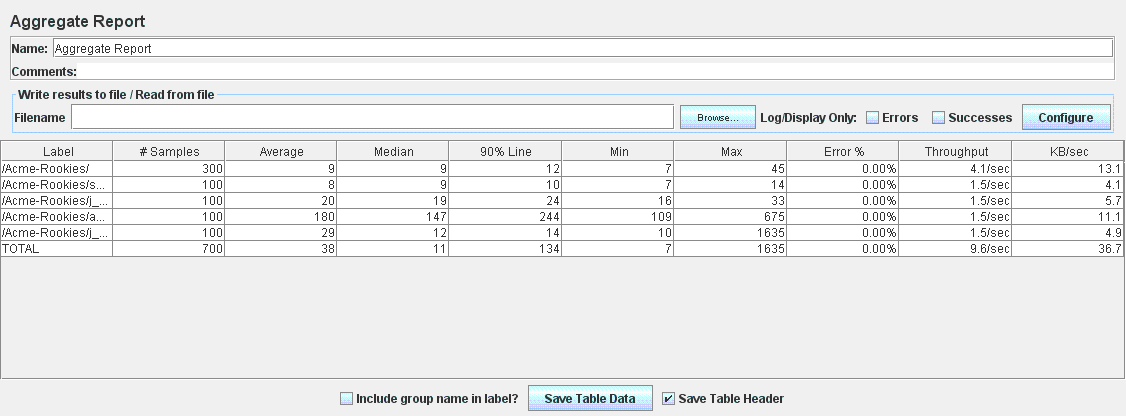 Aggregate Report
Name: Aggregate Report
Comments:
Write results to file / Read from file
Filename Browse... Log/Display Only: Errors Successes Configure
Label # Samples Average Median 90% Line Min Max Error % Throughput KB/sec
/Acme-Rookies/ 300 9 9 12 7 45 0.00% 4.1/sec 13.1
/Acme-Rookies/s... 100 8 9 10 7 14 0.00% 1.5/sec 4.1
/Acme-Rookies/j_... 100 20 19 24 16 33 0.00% 1.5/sec 5.7
/Acme-Rookies/a... 100 180 147 244 109 675 0.00% 1.5/sec 11.1
/Acme-Rookies/j_... 100 29 12 14 10 1635 0.00% 1.5/sec 4.9
TOTAL 700 38 11 134 7 1635 0.00% 9.6/sec 36.7
Include group name in label? Save Table Data Save Table Header